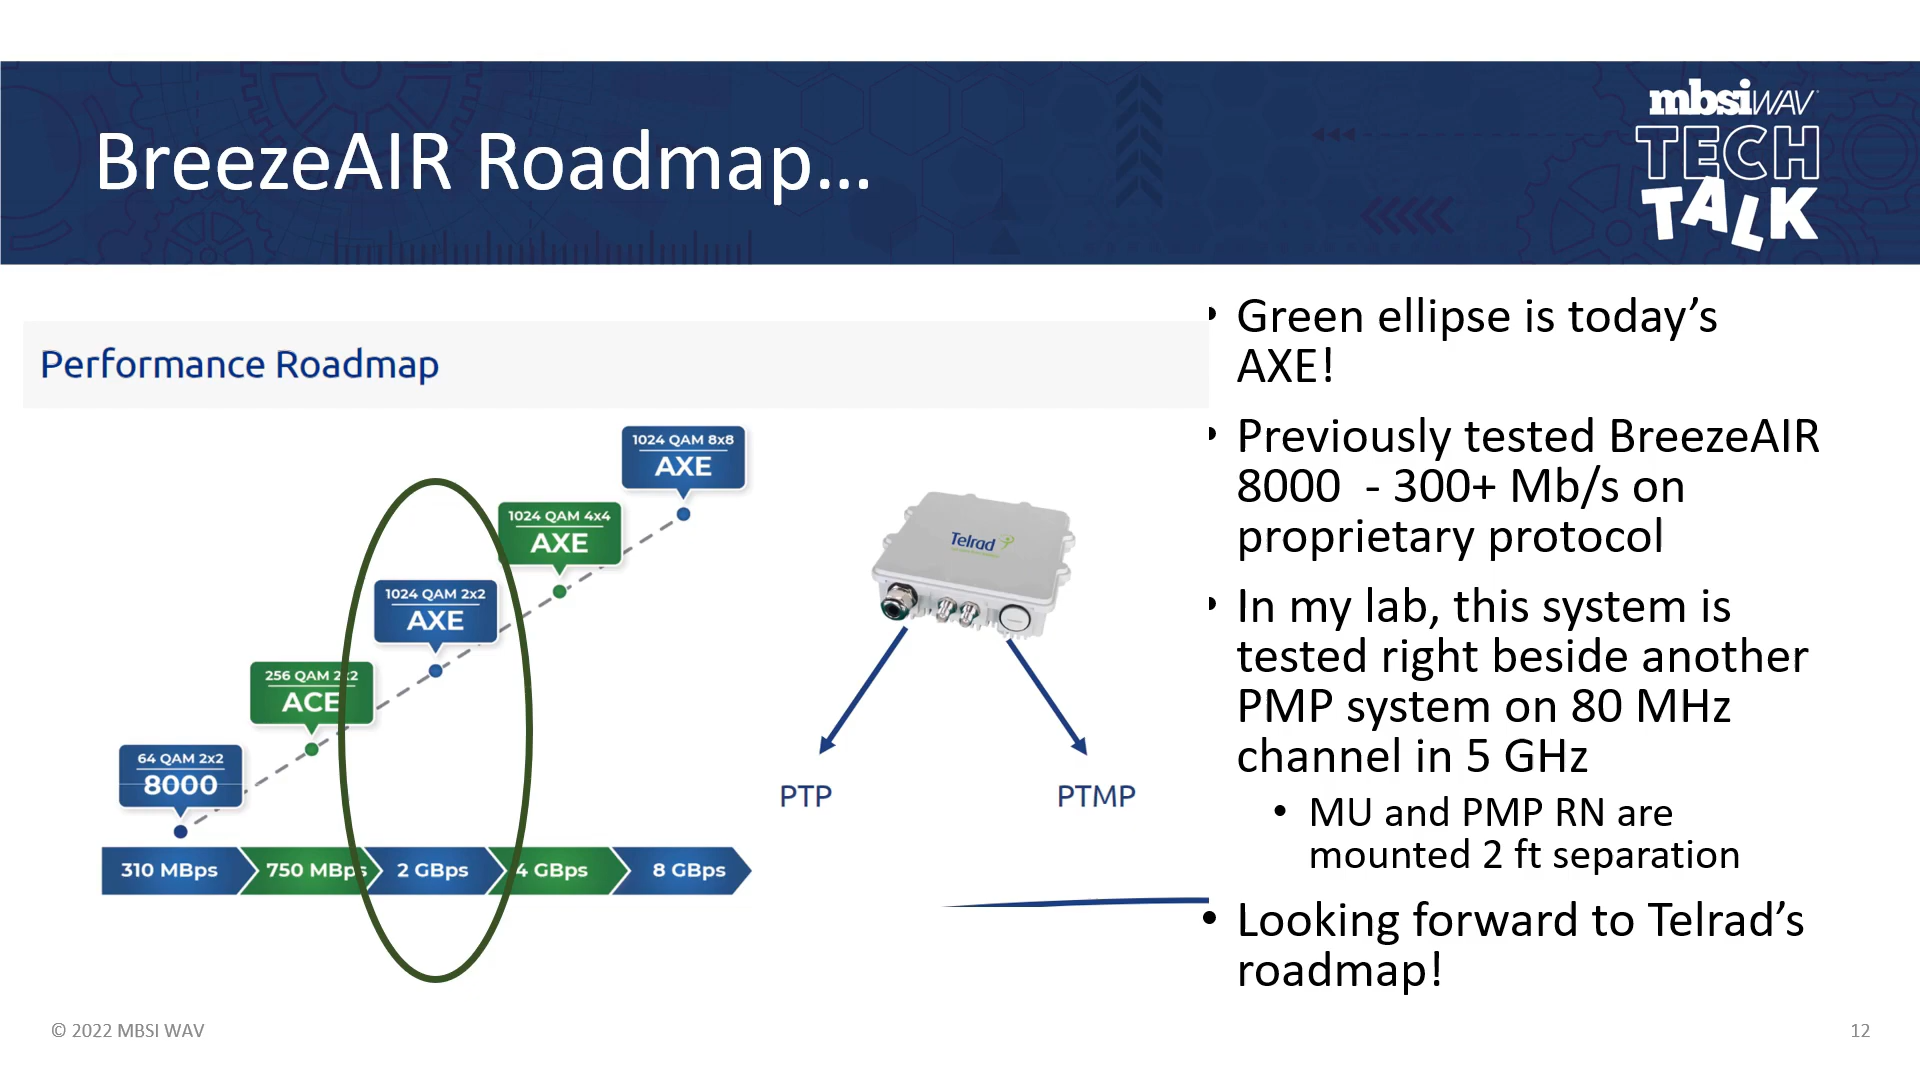 mbsiWAV
TECH
TALK
BreezeAIR Roadmap...
Performance Roadmap
1024 QAM 8x8
AXE
1024 QAM 4x4
AXE
1024 QAM 2x2
AXE
256 QAM 2x2
ACE
64 QAM 2x2
8000
310 MBps
750 MBps
2 GBps
4 GBps
8 GBps
Telrad
PTP
PTMP
• Green ellipse is today’s
AXE!
• Previously tested BreezeAIR
8000  - 300+ Mb/s on
proprietary protocol
• In my lab, this system is
tested right beside another
PMP system on 80 MHz
channel in 5 GHz
• MU and PMP RN are
mounted 2 ft separation
• Looking forward to Telrad’s
roadmap!
© 2022 MBSI WAV
12